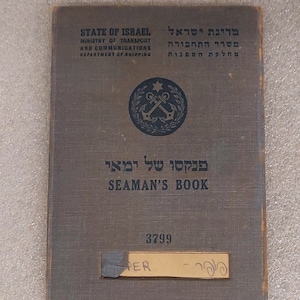 STATE OF ISRAEL
MINISTRY OF TRANSPORT
AND COMMUNICATIONS
DEPARTMENT OF SHIPPING
מדינת ישראל
משרד התחבורה
מחלקת הספנות
פנקסו של ימאי
SEAMAN'S BOOK
3799